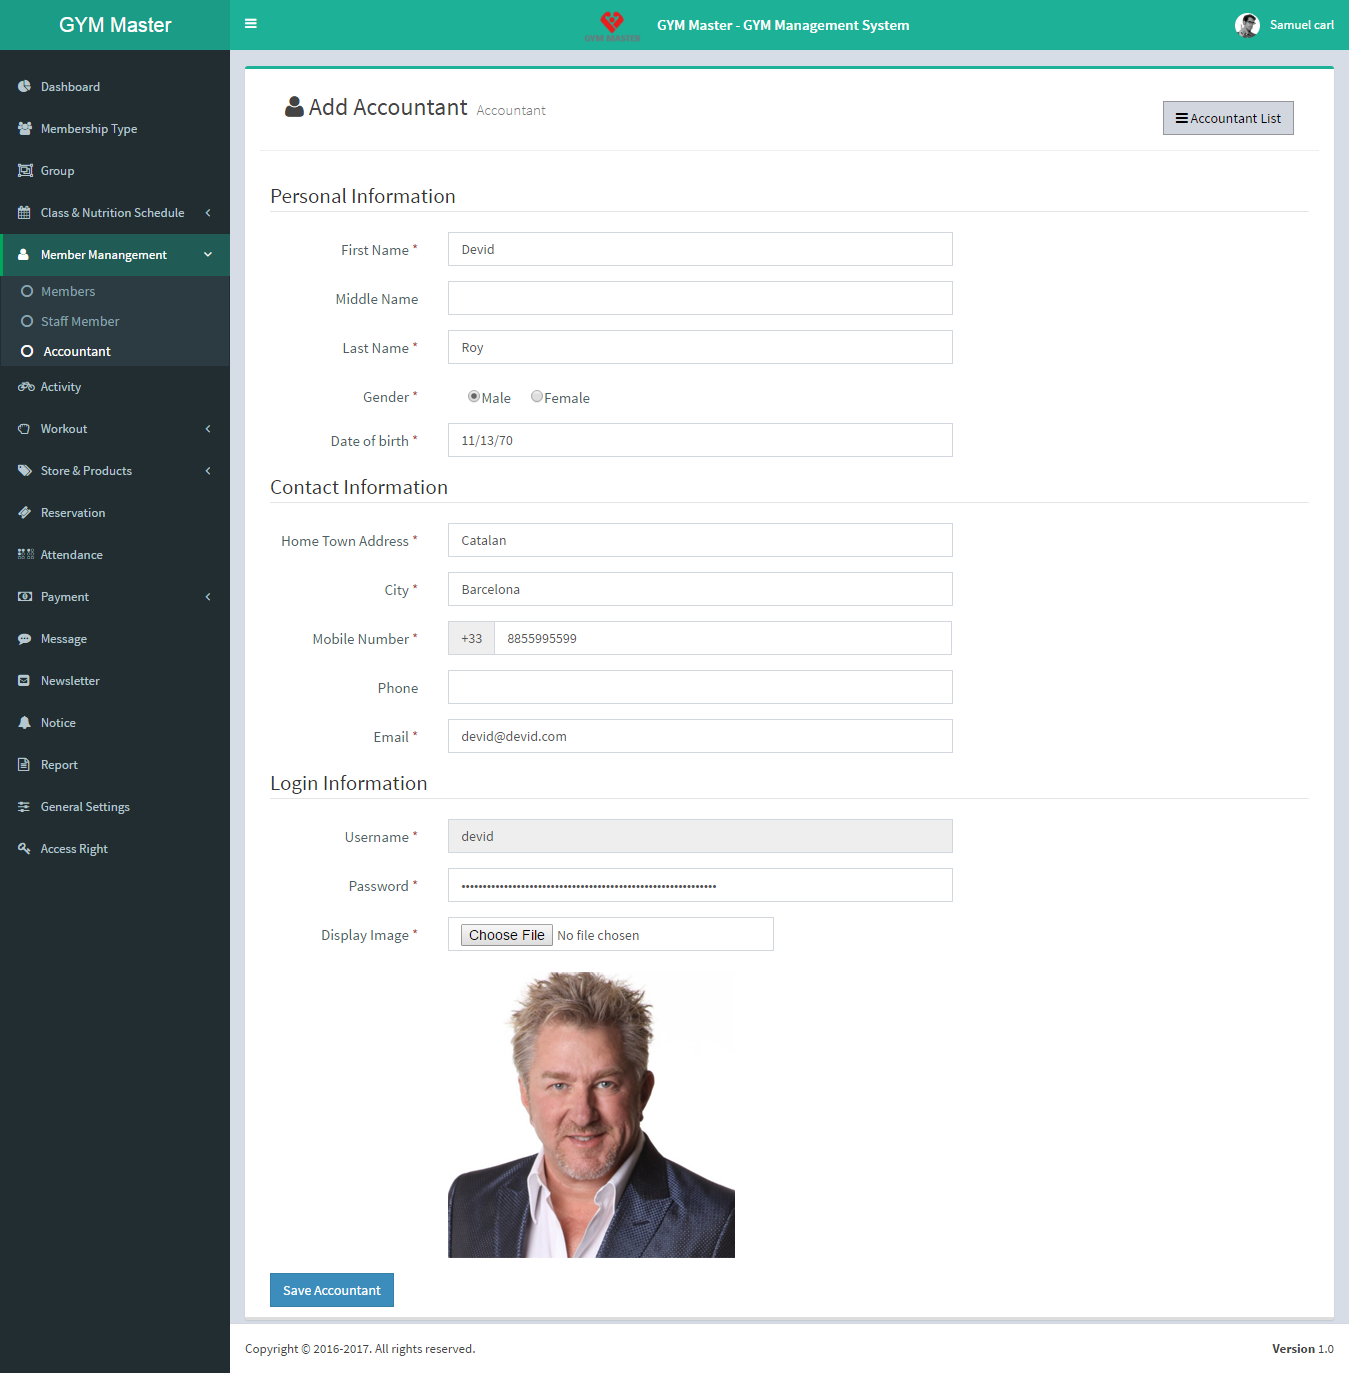 GYM Master
GYM MASTER
GYM Master - GYM Management System
Samuel carl
Dashboard
Membership Type
Group
Class & Nutrition Schedule
Member Manangement
Members
Staff Member
Accountant
Activity
Workout
Store & Products
Reservation
Attendance
Payment
Message
Newsletter
Notice
Report
General Settings
Access Right
Add Accountant Accountant
Accountant List
Personal Information
First Name * Devid
Middle Name
Last Name * Roy
Gender * Male Female
Date of birth * 11/13/70
Contact Information
Home Town Address * Catalan
City * Barcelona
Mobile Number * +33 8855995599
Phone
Email * devid@devid.com
Login Information
Username * devid
Password *
Display Image * Choose File No file chosen
Save Accountant
Copyright © 2016-2017. All rights reserved.
Version 1.0